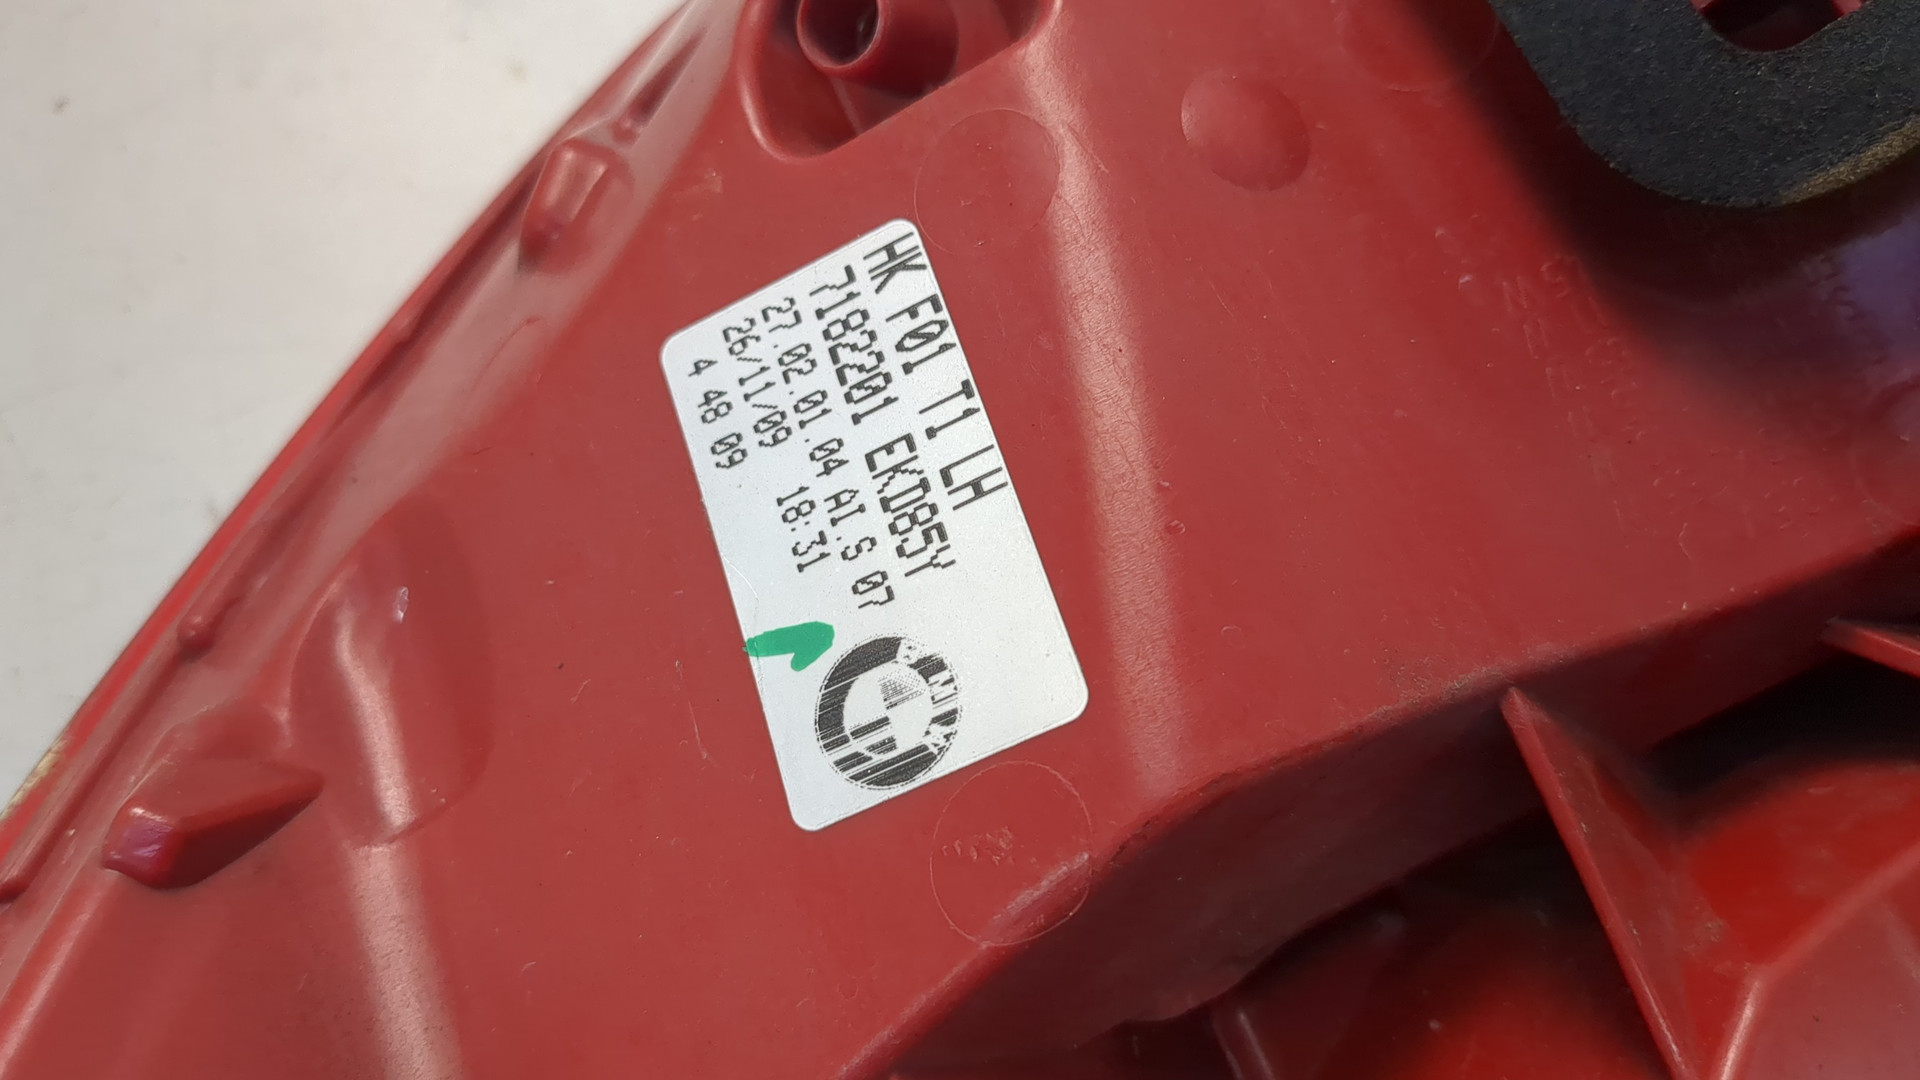 HK F01 T1 LH
7182201 EKD85Y
27.02.01.04 AI.S 07
26/11/09 18:31
4 48 09